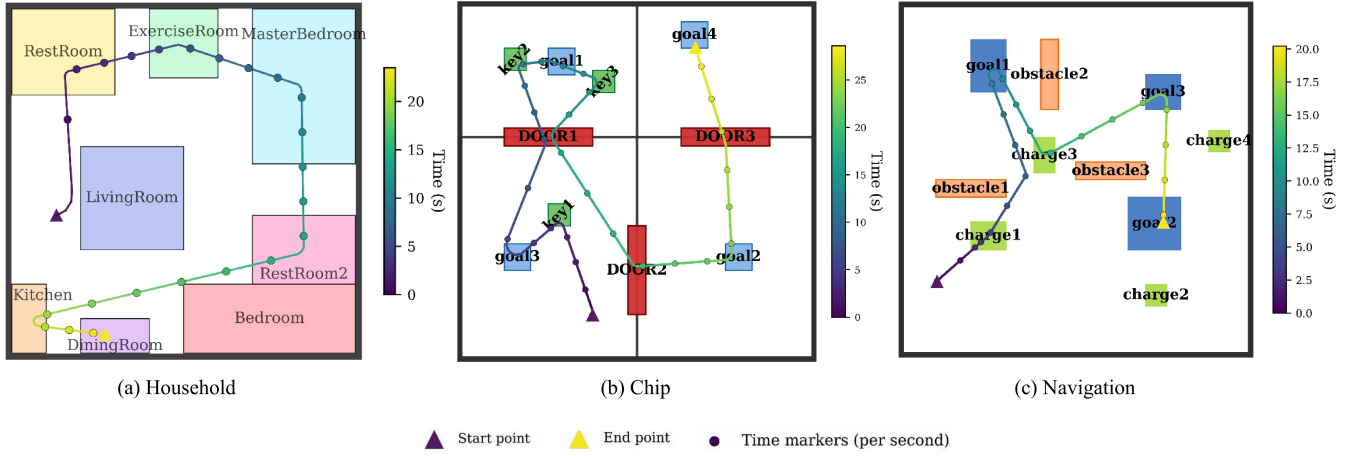 RestRoom
ExerciseRoom
MasterBedroom
LivingRoom
RestRoom2
Kitchen
Bedroom
DiningRoom
20
15
10
5
0
Time (s)
(a) Household
goal4
key2
goal1
key3
DOOR1
DOOR3
key1
goal3
DOOR2
goal2
25
20
15
10
5
0
Time (s)
(b) Chip
goal1
obstacle2
goal3
charge3
charge4
obstacle3
obstacle1
charge1
goal2
charge2
20.0
17.5
15.0
12.5
10.0
7.5
5.0
2.5
0.0
Time (s)
(c) Navigation
Start point
End point
Time markers (per second)